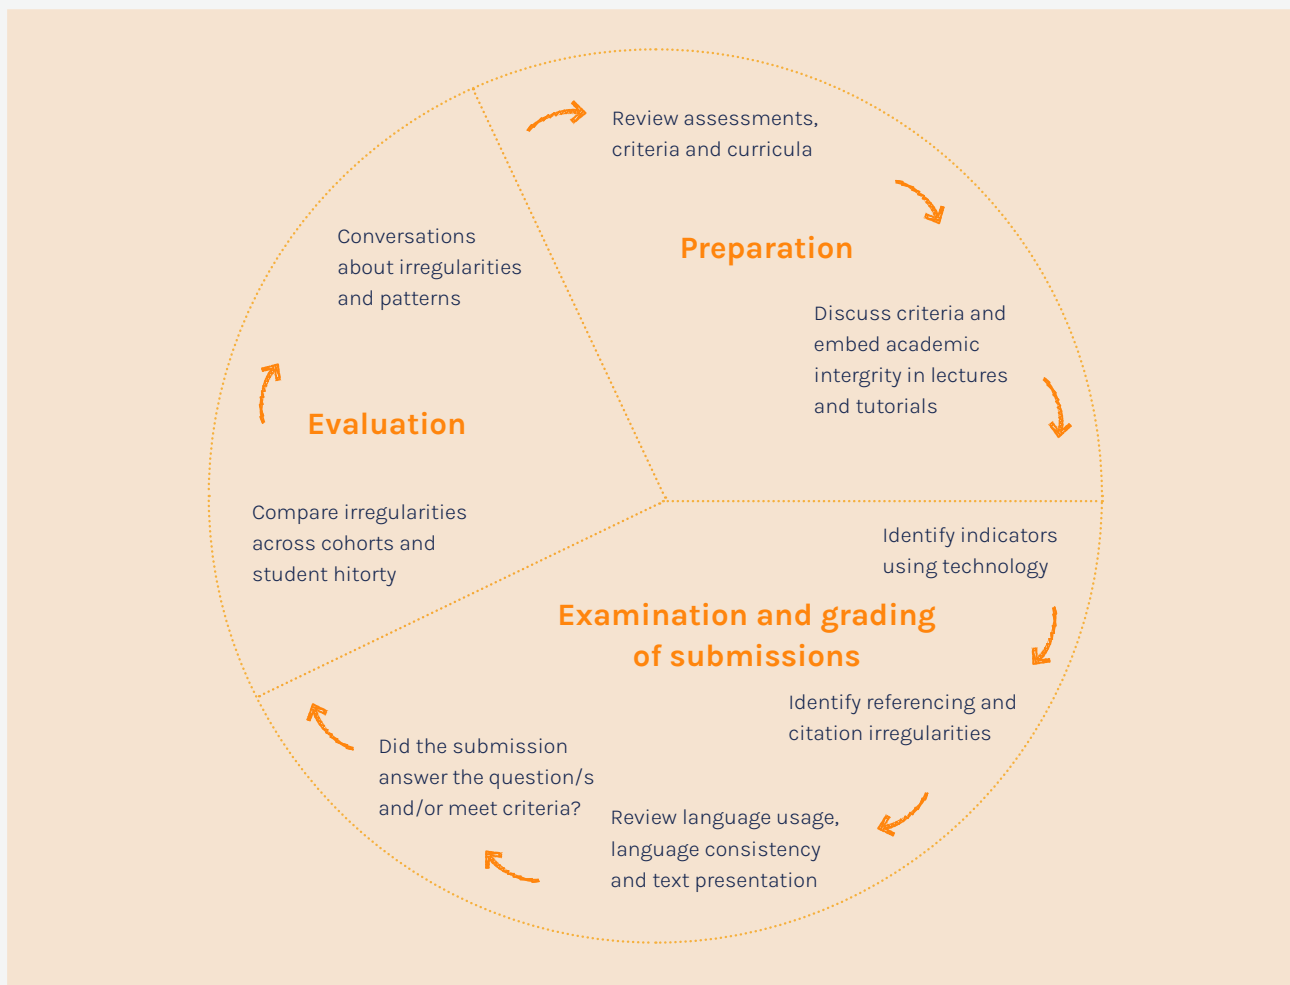 Review assessments,
criteria and curricula
Preparation
Discuss criteria and
embed academic
intergrity in lectures
and tutorials
Identify indicators
using technology
Examination and grading
of submissions
Identify referencing and
citation irregularities
Review language usage,
language consistency
and text presentation
Did the submission
answer the question/s
and/or meet criteria?
Compare irregularities
across cohorts and
student hitorty
Evaluation
Conversations
about irregularities
and patterns